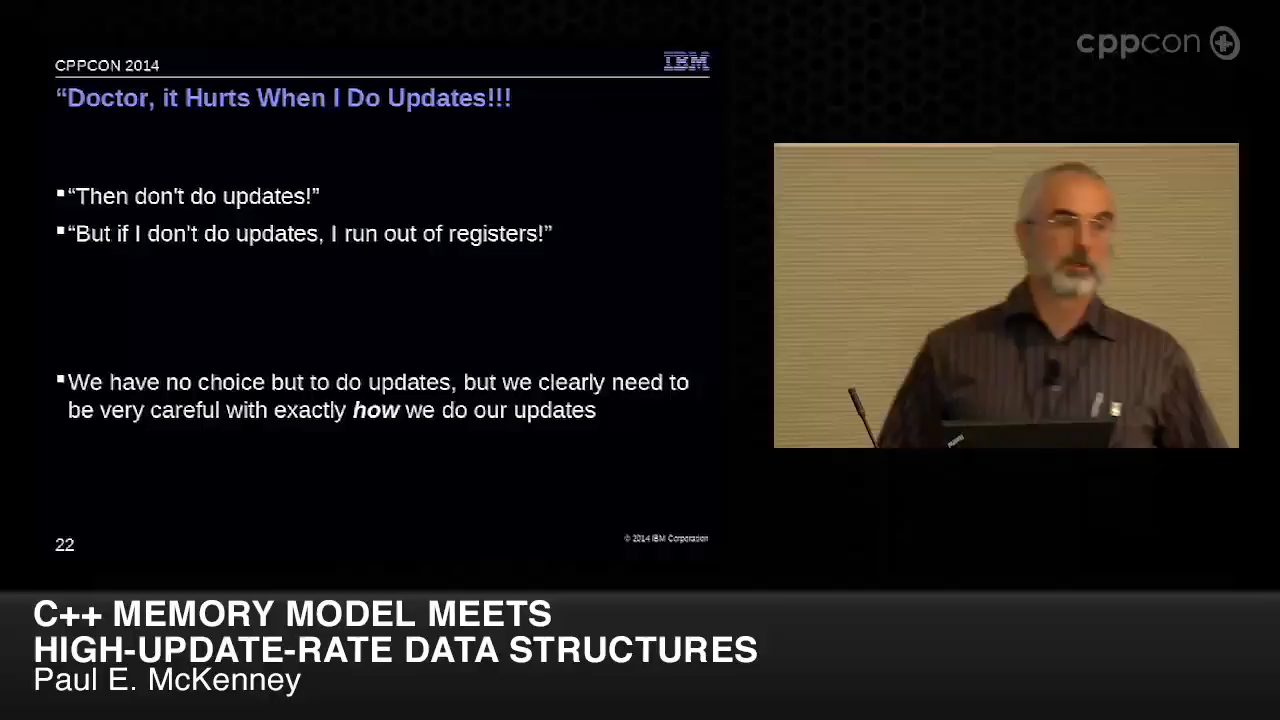 CPPCON 2014
IBM
cppcon
“Doctor, it Hurts When I Do Updates!!!
“Then don't do updates!”
“But if I don't do updates, I run out of registers!”
We have no choice but to do updates, but we clearly need to
be very careful with exactly how we do our updates
22
© 2014 IBM Corporation
C++ MEMORY MODEL MEETS
HIGH-UPDATE-RATE DATA STRUCTURES
Paul E. McKenney